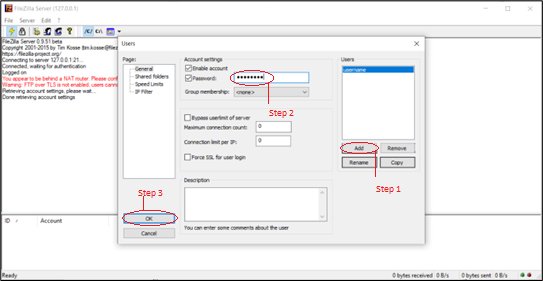 FileZilla Server (127.0.0.1)
File Server Edit ?
/C/ C:\
FileZilla Server 0.9.51 beta
Copyright 2001-2015 by Tim Kosse (tim.kosse@filezilla-
https://filezilla-project.org/
Connecting to server 127.0.0.1:21...
Connected, waiting for authentication
Logged on
You appear to be behind a NAT router. Please conf
Warning: FTP over TLS is not enabled, users cann
Retrieving account settings, please wait...
Done retrieving account settings
Users
Page:
General
Shared folders
Speed Limits
IP Filter
Account settings
Enable account
Password:
Group membership: <none>
Step 2
Bypass userlimit of server
Maximum connection count: 0
Connection limit per IP: 0
Force SSL for user login
Description
You can enter some comments about the user
Users
username
Add Remove
Rename Copy
Step 1
Step 3
OK
Cancel
ID / Account
Ready
0 bytes received 0 B/s 0 bytes sent 0 B/s